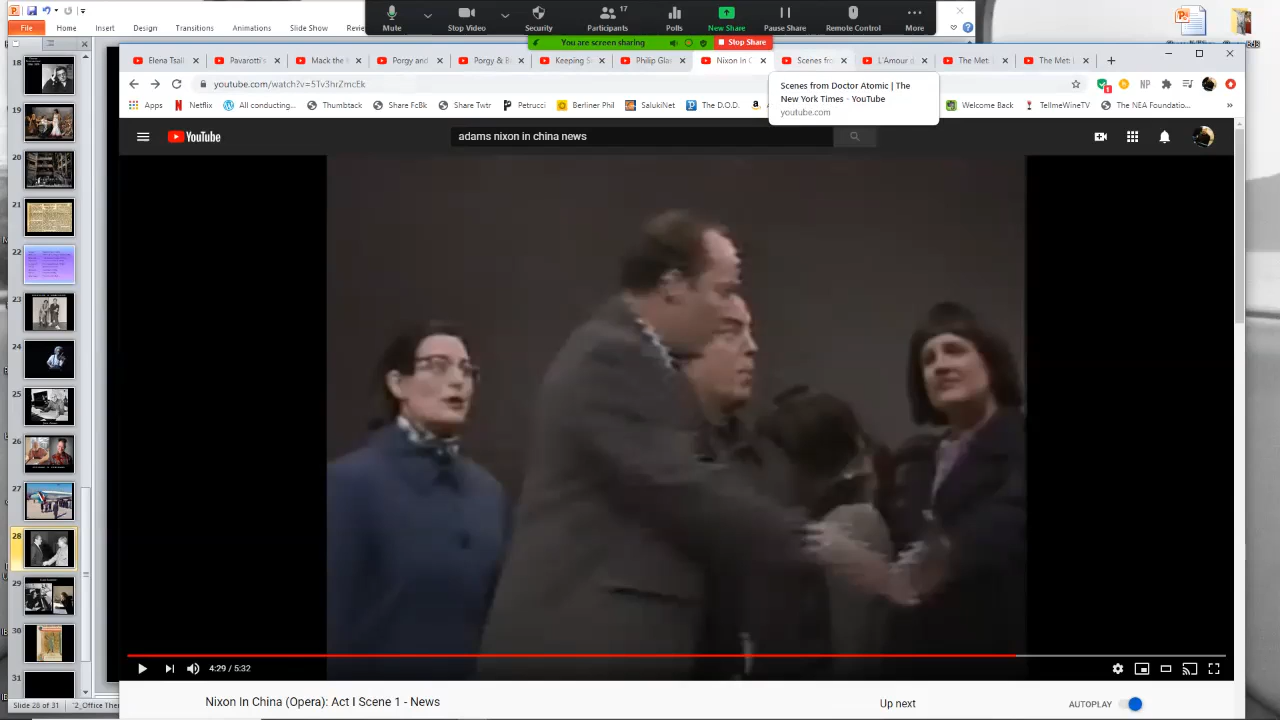 File
Home
Insert
Design
Transitions
Animations
Mute
Stop Video
Security
17
Participants
Polls
New Share
Pause Share
Remote Control
More
You are screen sharing
Stop Share
Elena Tsall
Pavarotti's
Mack the
Porgy and
Porgy &
Keeping S
Philip Glas
Nixon In C
Scenes fro
L'Amour d
The Met:
The Met:
youtube.com/watch?v=5Tv3hrZmcEk
Apps
Netflix
All conducting...
Thumbtack
Share FcBk
Share Twtr
Petrucci
Berliner Phil
SalukiNet
The D.O.D.
Welcome Back
TellmeWineTV
The NEA Foundatio...
Scenes from Doctor Atomic | The
New York Times - YouTube
youtube.com
YouTube
adams nixon in china news
18
19
20
21
22
23
24
25
26
27
28
29
30
31
4:29 / 5:32
Nixon In China (Opera): Act I Scene 1 - News
Up next
AUTOPLAY
Slide 28 of 31
"2_Office Ther